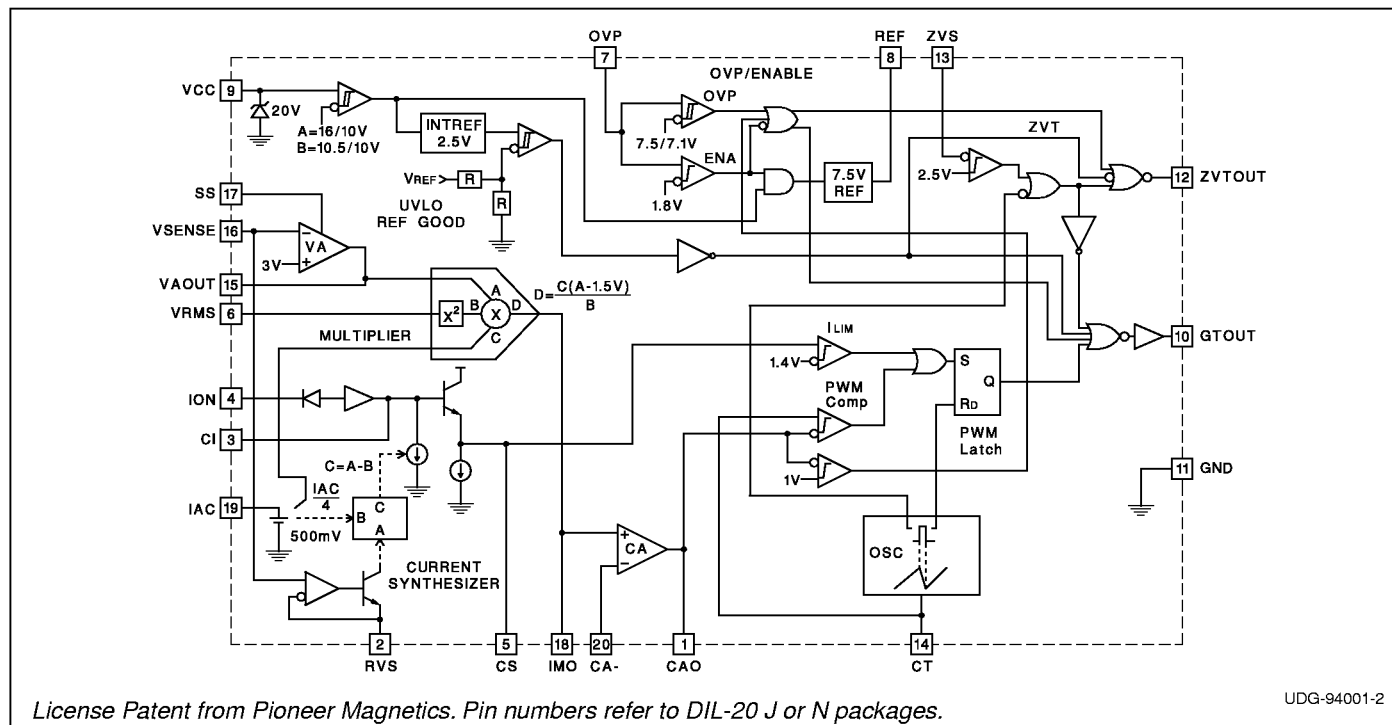 OVP
7
REF
8
ZVS
13
OVP/ENABLE
VCC
9
20V
A=16/10V
B=10.5/10V
INTREF
2.5V
OVP
7.5/7.1V
ENA
1.8V
7.5V
REF
ZVT
2.5V
12
ZVTOUT
VREF
R
R
UVLO
REF GOOD
SS
17
VSENSE
16
VA
3V
VAOUT
15
VRMS
6
X²
B
A
X
C
D
D=C(A-1.5V)/B
MULTIPLIER
ILIM
1.4V
PWM
Comp
S
Q
RD
PWM
Latch
10
GTOUT
ION
4
CI
3
1V
11
GND
C=A-B
IAC/4
IAC
19
500mV
B
C
A
CURRENT
SYNTHESIZER
CA
OSC
2
RVS
5
CS
18
IMO
20
CA-
1
CAO
14
CT
License Patent from Pioneer Magnetics. Pin numbers refer to DIL-20 J or N packages.
UDG-94001-2